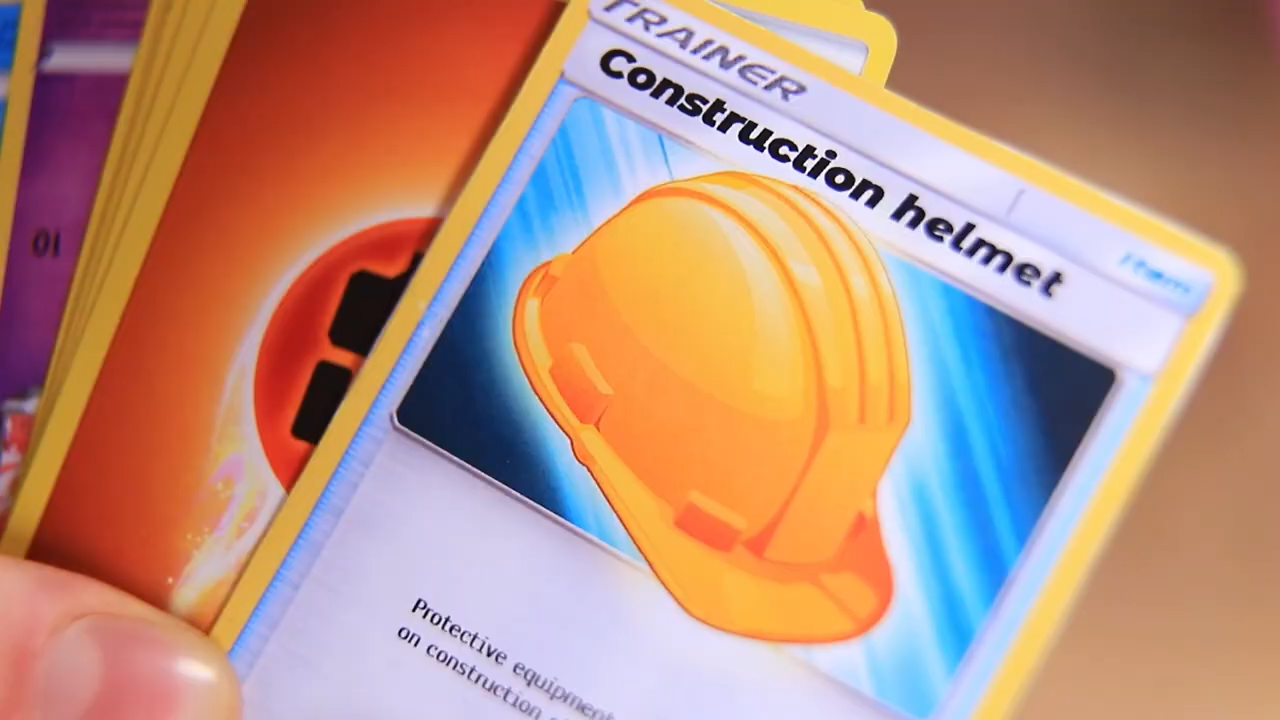 TRAINER
Construction helmet
Item
Protective equipment
on construction
10